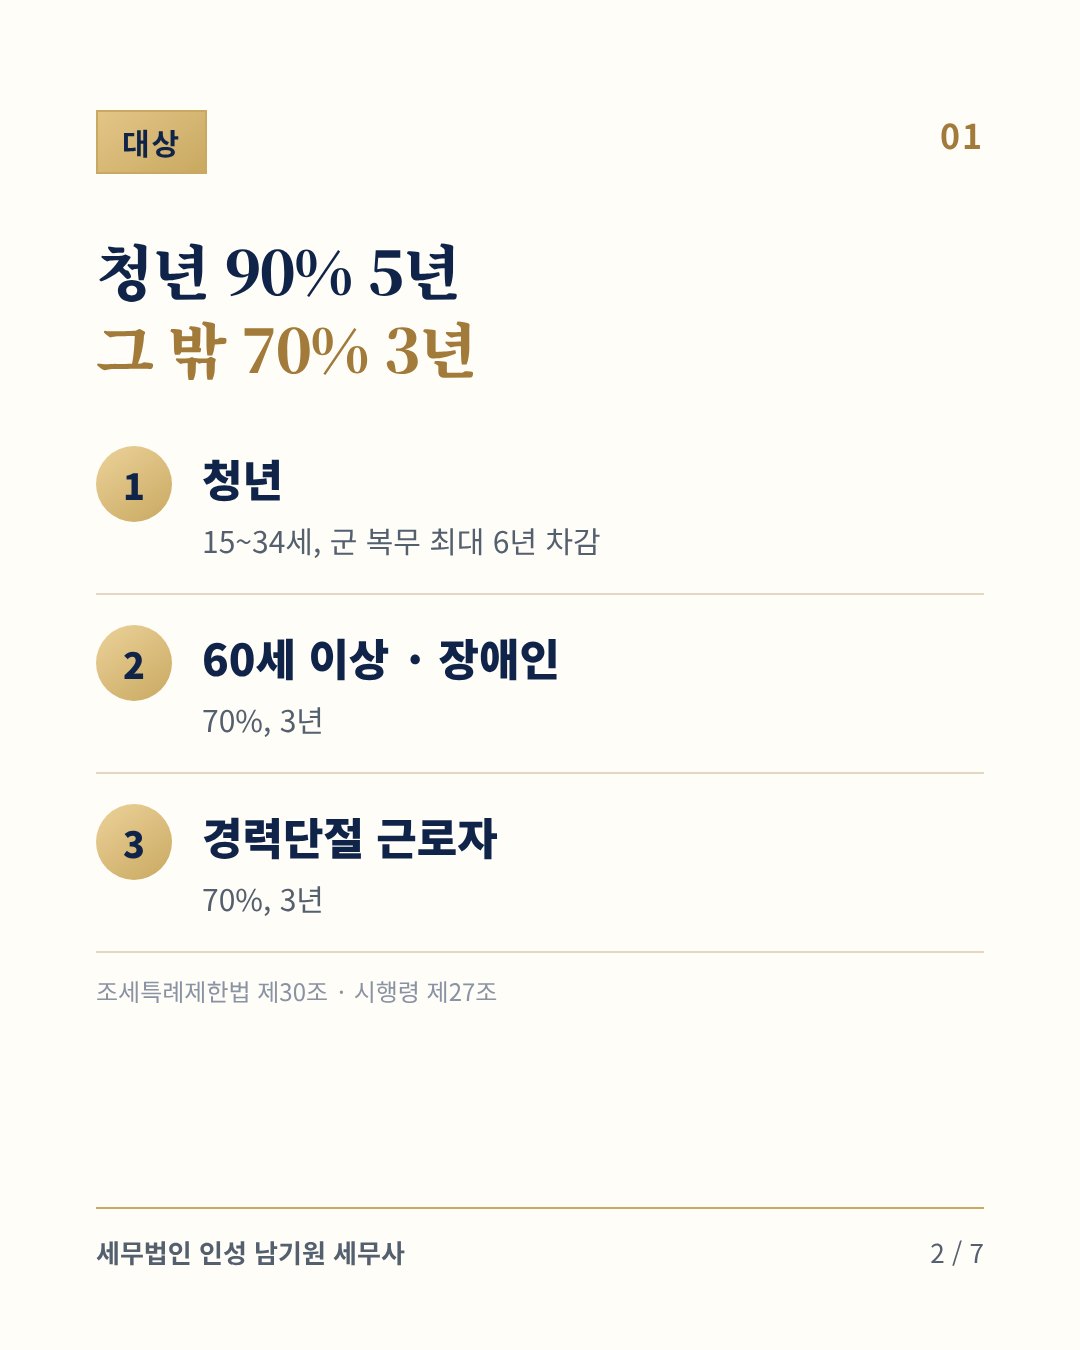 대상
01
청년 90% 5년
그 밖 70% 3년
1
청년
15~34세, 군 복무 최대 6년 차감
2
60세 이상 · 장애인
70%, 3년
3
경력단절 근로자
70%, 3년
조세특례제한법 제30조 · 시행령 제27조
세무법인 인성 남기원 세무사
2 / 7